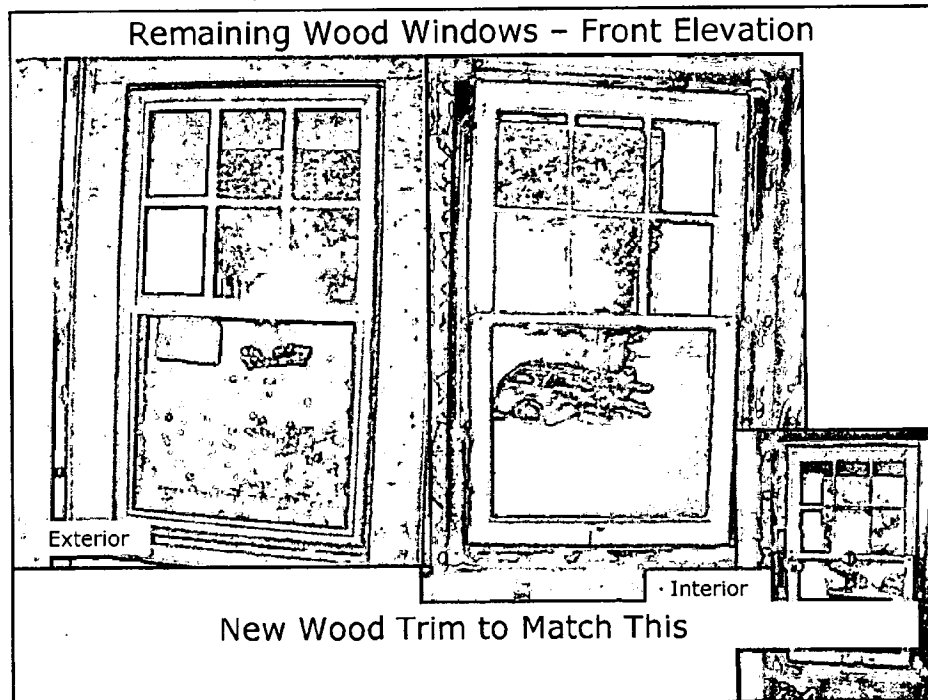 Remaining Wood Windows – Front Elevation
Exterior
· Interior
New Wood Trim to Match This